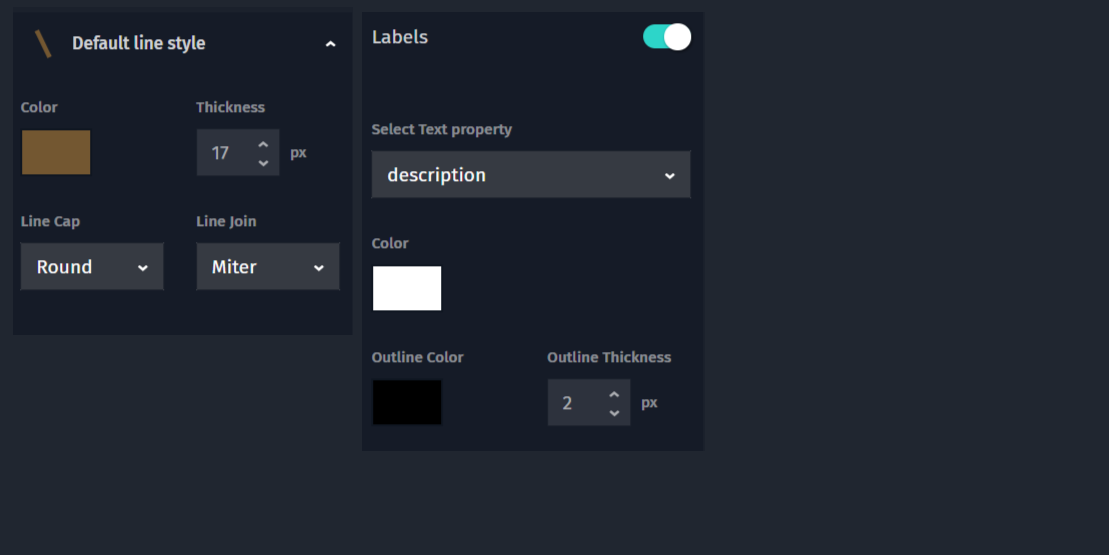 Default line style
Color
Thickness
17
px
Line Cap
Line Join
Round
Miter
Labels
Select Text property
description
Color
Outline Color
Outline Thickness
2
px